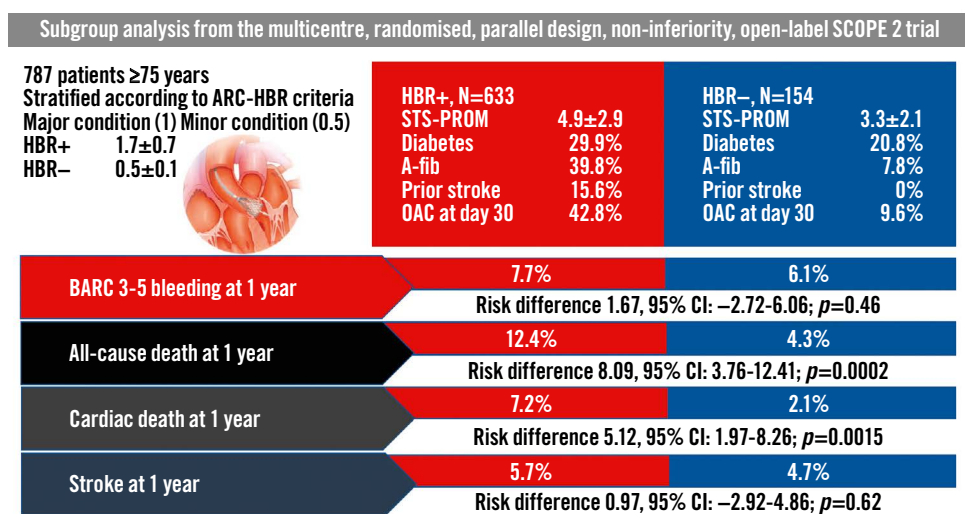 Subgroup analysis from the multicentre, randomised, parallel design, non-inferiority, open-label SCOPE 2 trial
787 patients ≥75 years
Stratified according to ARC-HBR criteria
Major condition (1) Minor condition (0.5)
HBR+ 1.7±0.7
HBR− 0.5±0.1
HBR+, N=633
STS-PROM 4.9±2.9
Diabetes 29.9%
A-fib 39.8%
Prior stroke 15.6%
OAC at day 30 42.8%
HBR−, N=154
STS-PROM 3.3±2.1
Diabetes 20.8%
A-fib 7.8%
Prior stroke 0%
OAC at day 30 9.6%
BARC 3-5 bleeding at 1 year
7.7% 6.1%
Risk difference 1.67, 95% CI: −2.72-6.06; p=0.46
All-cause death at 1 year
12.4% 4.3%
Risk difference 8.09, 95% CI: 3.76-12.41; p=0.0002
Cardiac death at 1 year
7.2% 2.1%
Risk difference 5.12, 95% CI: 1.97-8.26; p=0.0015
Stroke at 1 year
5.7% 4.7%
Risk difference 0.97, 95% CI: −2.92-4.86; p=0.62